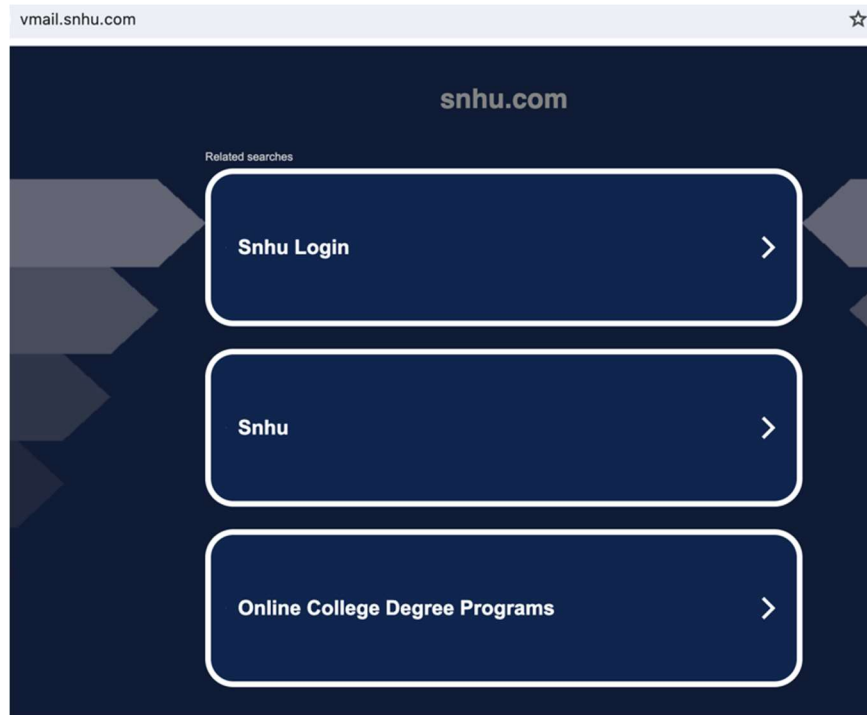 vmail.snhu.com
snhu.com
Related searches
Snhu Login
Snhu
Online College Degree Programs